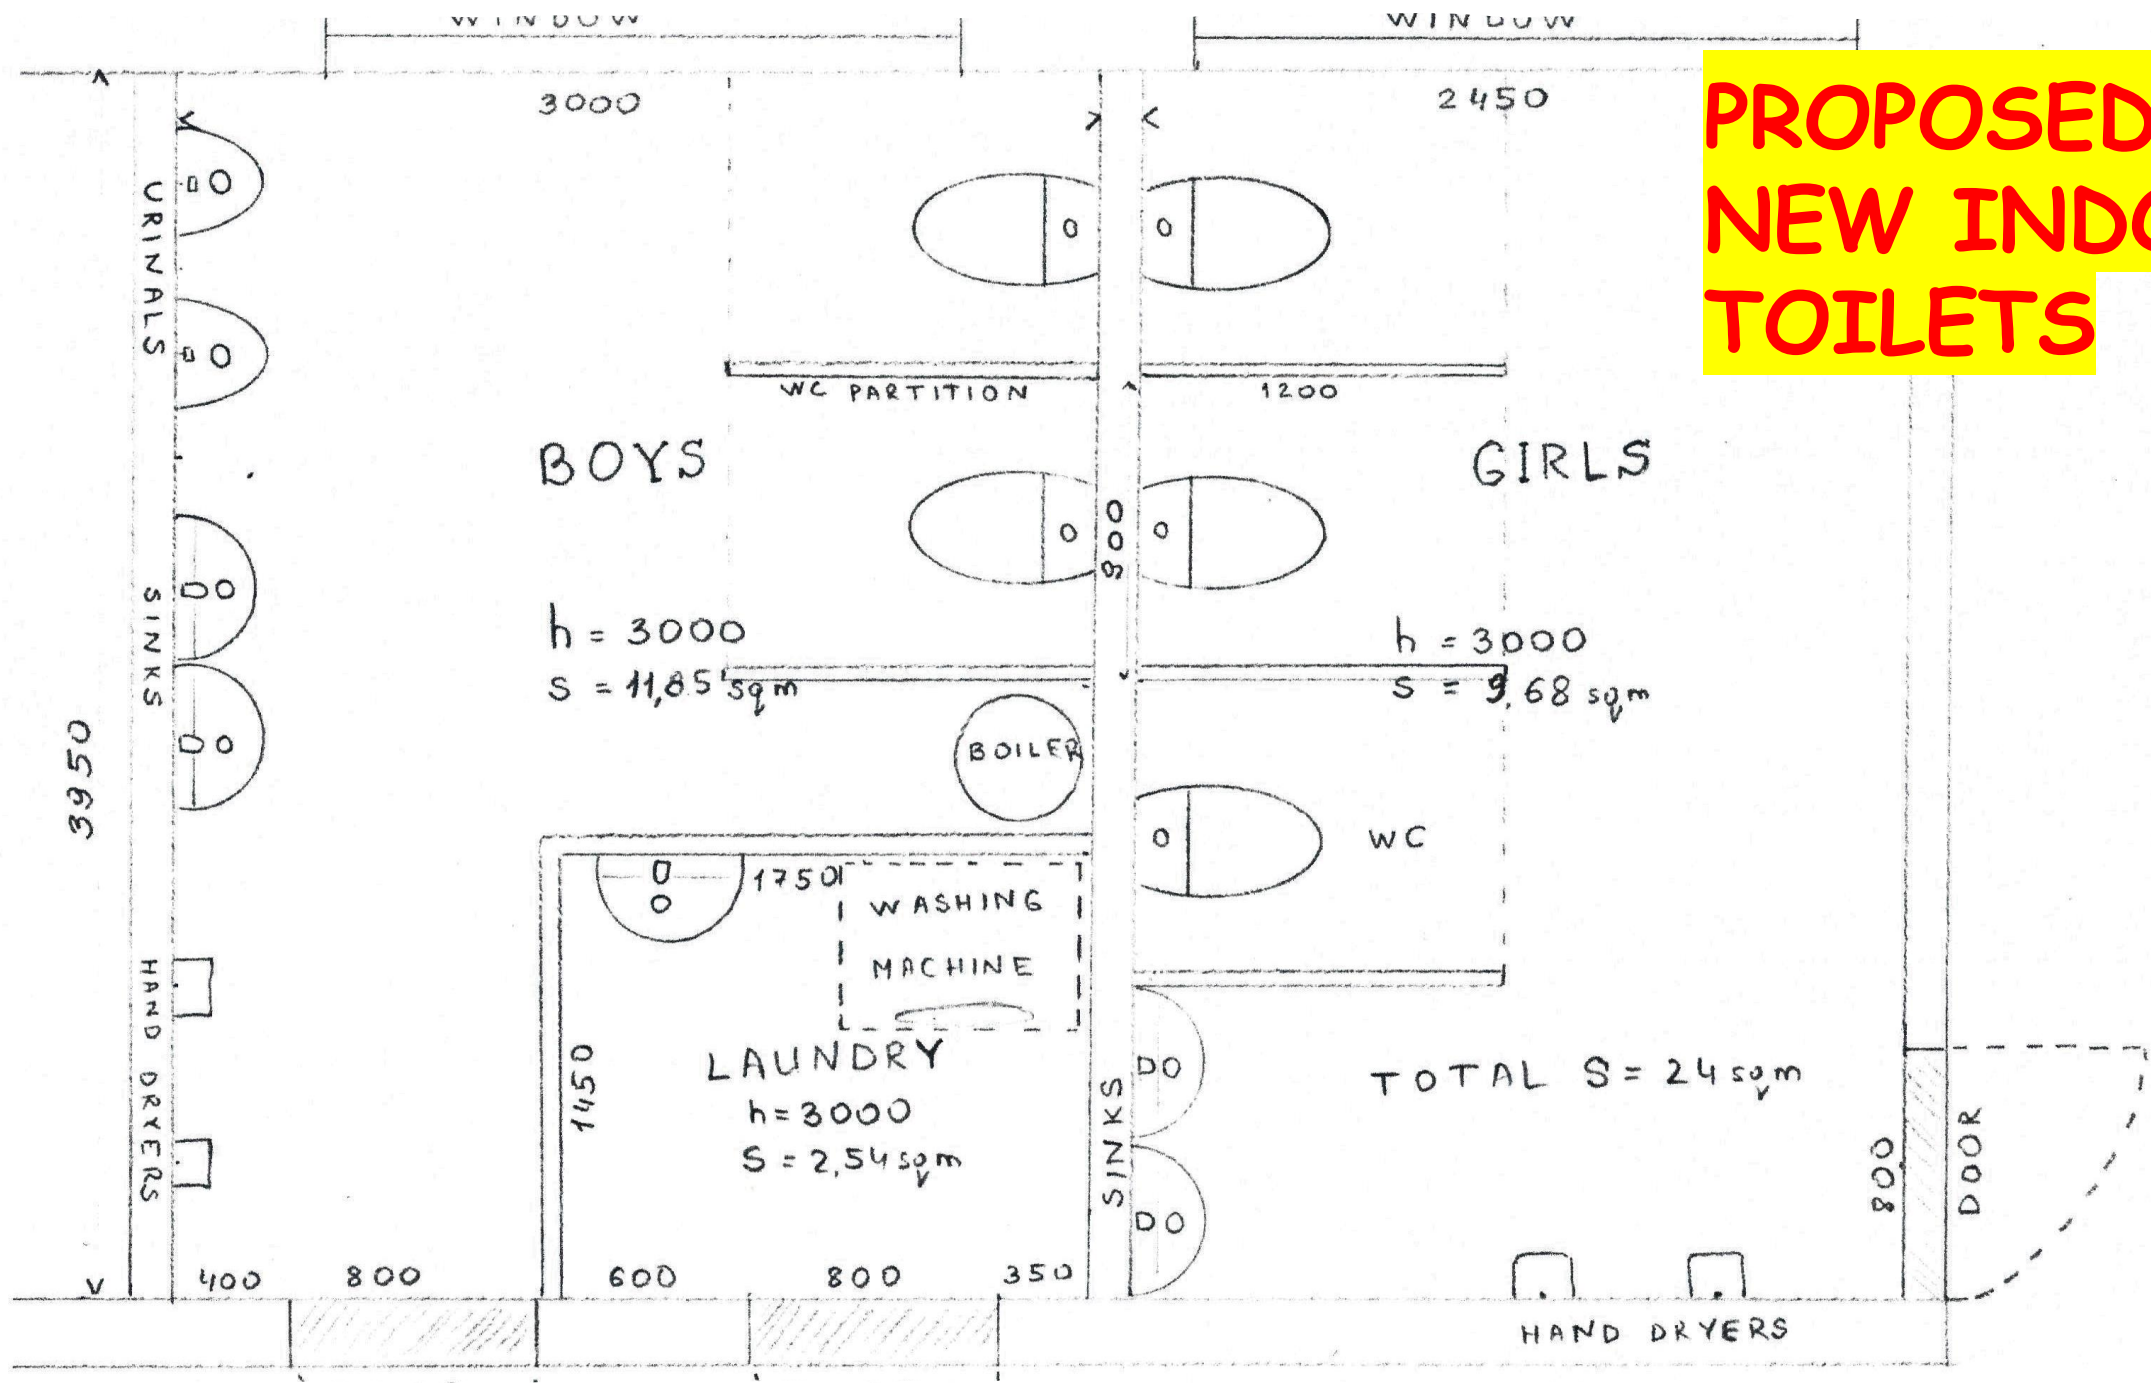 WINDOW
WINDOW
3000
2450
PROPOSED
NEW INDO
TOILETS
URINALS
WC PARTITION
1200
BOYS
GIRLS
800
SINKS
h = 3000
S = 11,85 sqm
h = 3000
S = 9,68 sqm
3950
BOILER
WC
1750
WASHING
MACHINE
HAND DRYERS
1450
LAUNDRY
h = 3000
S = 2,54 sqm
SINKS
TOTAL S = 24 sqm
800
DOOR
400
800
600
800
350
HAND DRYERS